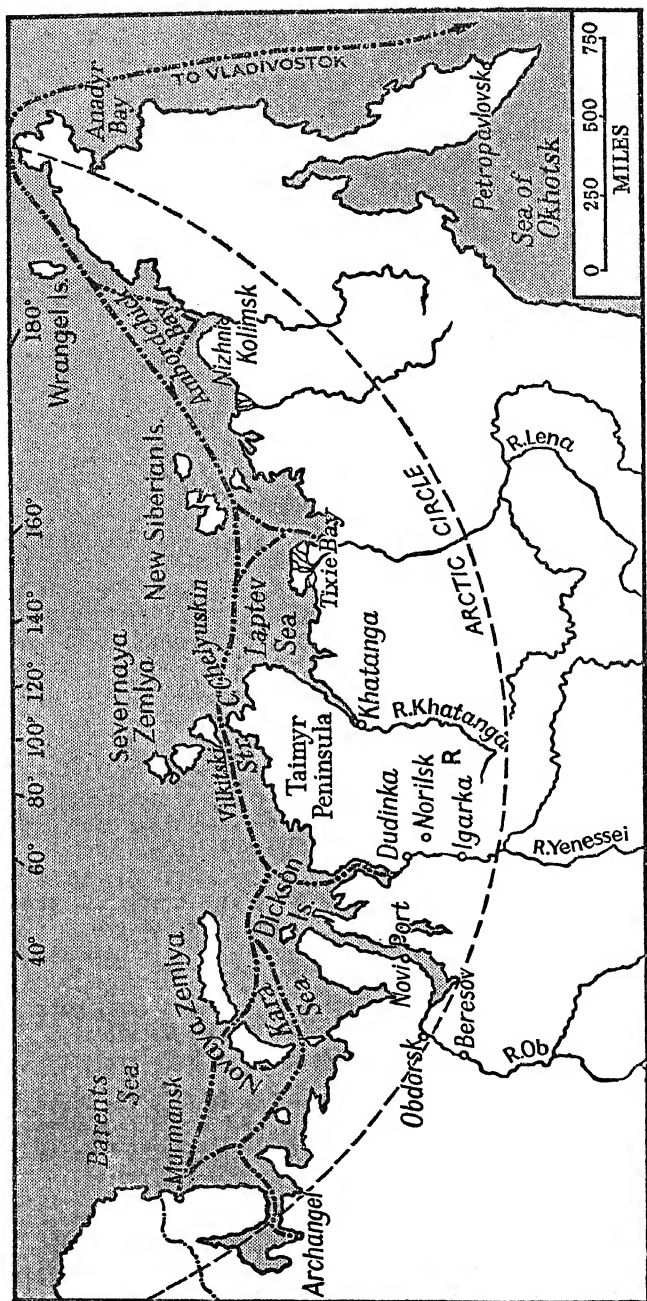 40°
60°
80°
100°
120°
140°
160°
180°
Barents
Sea
Murmansk
Archangel
Novaya Zemlya
Kara
Sea
Dickson
Is.
Novi Port
Obdorsk
Beresov
R.Ob
Severnaya
Zemlya
Vilkitski
Str.
C. Chelyuskin
Taimyr
Peninsula
Dudinka
Norilsk
R
Igarka
R.Yenessei
Khatanga
R.Khatanga
Laptev
Sea
Tixie Bay
New Siberian Is.
ARCTIC CIRCLE
R.Lena
Wrangel Is.
Ambordchick
Bay
Nizhni
Kolimsk
Anadyr
Bay
TO VLADIVOSTOK
Petropavlovsk
Sea of
Okhotsk
0 250 500 750
MILES